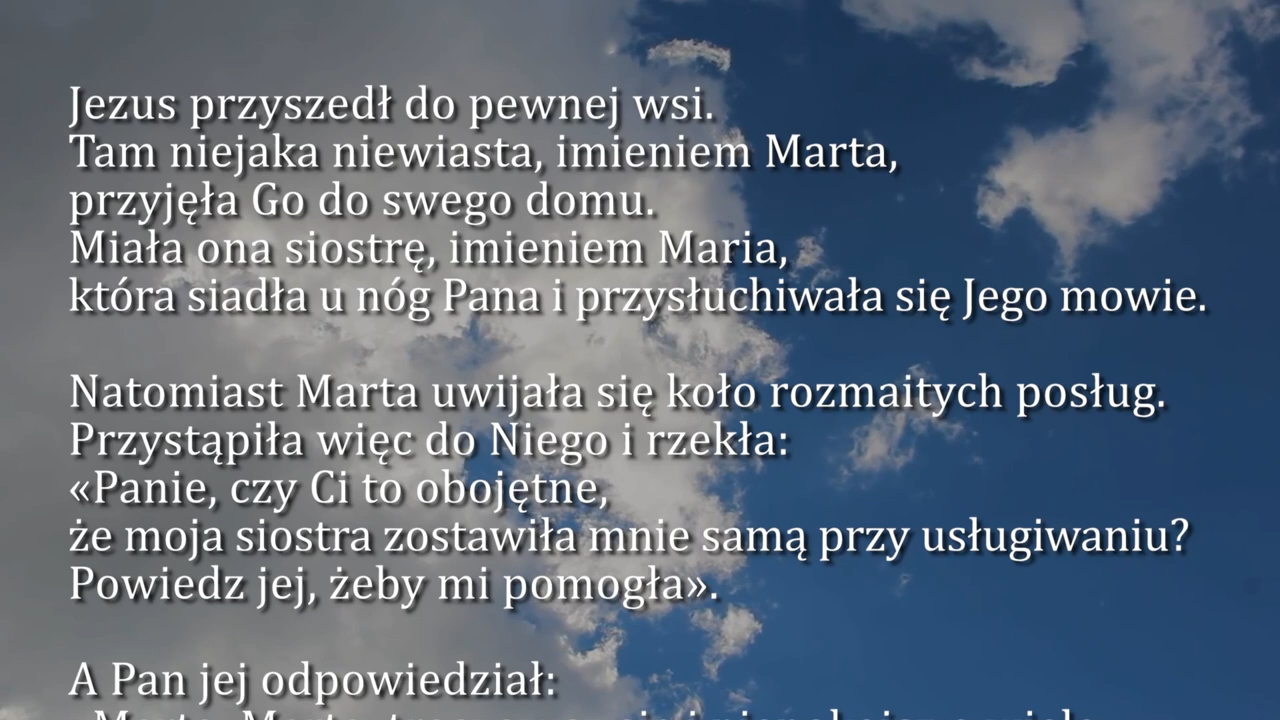 Jezus przyszedł do pewnej wsi.
Tam niejaka niewiasta, imieniem Marta,
przyjęła Go do swego domu.
Miała ona siostrę, imieniem Maria,
która siadła u nóg Pana i przysłuchiwała się Jego mowie.
Natomiast Marta uwijała się koło rozmaitych posług.
Przystąpiła więc do Niego i rzekła:
«Panie, czy Ci to obojętne,
że moja siostra zostawiła mnie samą przy usługiwaniu?
Powiedz jej, żeby mi pomogła».
A Pan jej odpowiedział:
«Marto, Marto,